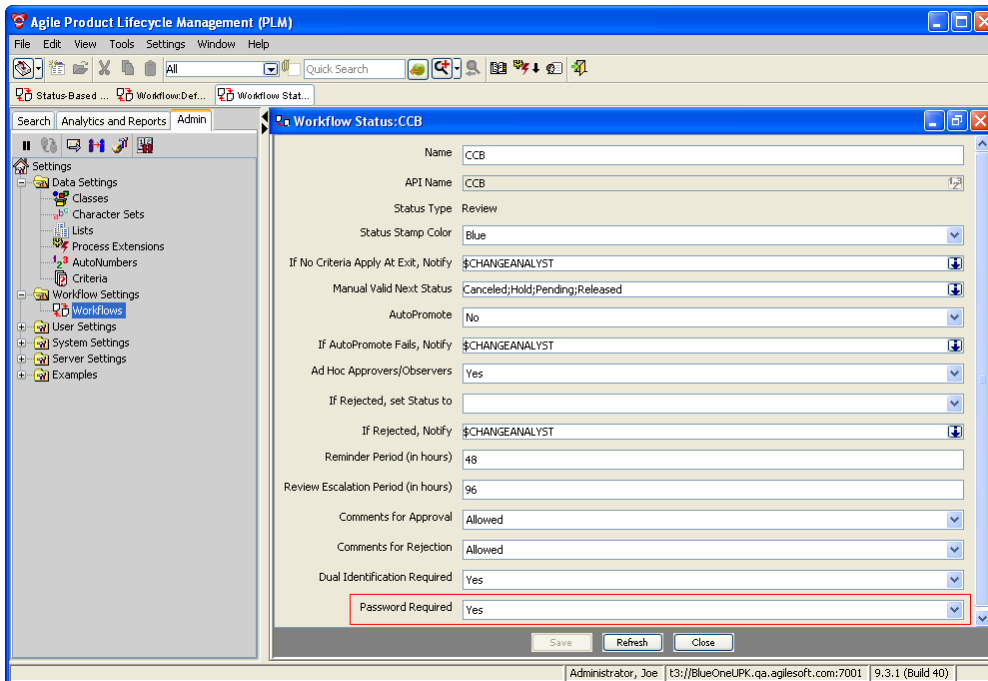 Agile Product Lifecycle Management (PLM)
File Edit View Tools Settings Window Help
All Quick Search
Status-Based ... Workflow:Def... Workflow Stat...
Search Analytics and Reports Admin
Settings
Data Settings
Classes
Character Sets
Lists
Process Extensions
AutoNumbers
Criteria
Workflow Settings
Workflows
User Settings
System Settings
Server Settings
Examples
Workflow Status:CCB
Name CCB
API Name CCB
Status Type Review
Status Stamp Color Blue
If No Criteria Apply At Exit, Notify $CHANGEANALYST
Manual Valid Next Status Canceled;Hold;Pending;Released
AutoPromote No
If AutoPromote Fails, Notify $CHANGEANALYST
Ad Hoc Approvers/Observers Yes
If Rejected, set Status to
If Rejected, Notify $CHANGEANALYST
Reminder Period (in hours) 48
Review Escalation Period (in hours) 96
Comments for Approval Allowed
Comments for Rejection Allowed
Dual Identification Required Yes
Password Required Yes
Save Refresh Close
Administrator, Joe t3://BlueOneUPK.qa.agilesoft.com:7001 9.3.1 (Build 40)